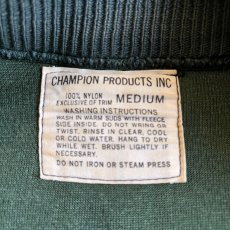 CHAMPION PRODUCTS INC
100% NYLON
EXCLUSIVE OF TRIM MEDIUM
WASHING INSTRUCTIONS
WASH IN WARM SUDS WITH FLEECE
SIDE INSIDE. DO NOT WRING OR
TWIST. RINSE IN CLEAR, COOL
OR COLD WATER. HANG TO DRY
WHILE WET. BRUSH LIGHTLY IF
NECESSARY.
DO NOT IRON OR STEAM PRESS